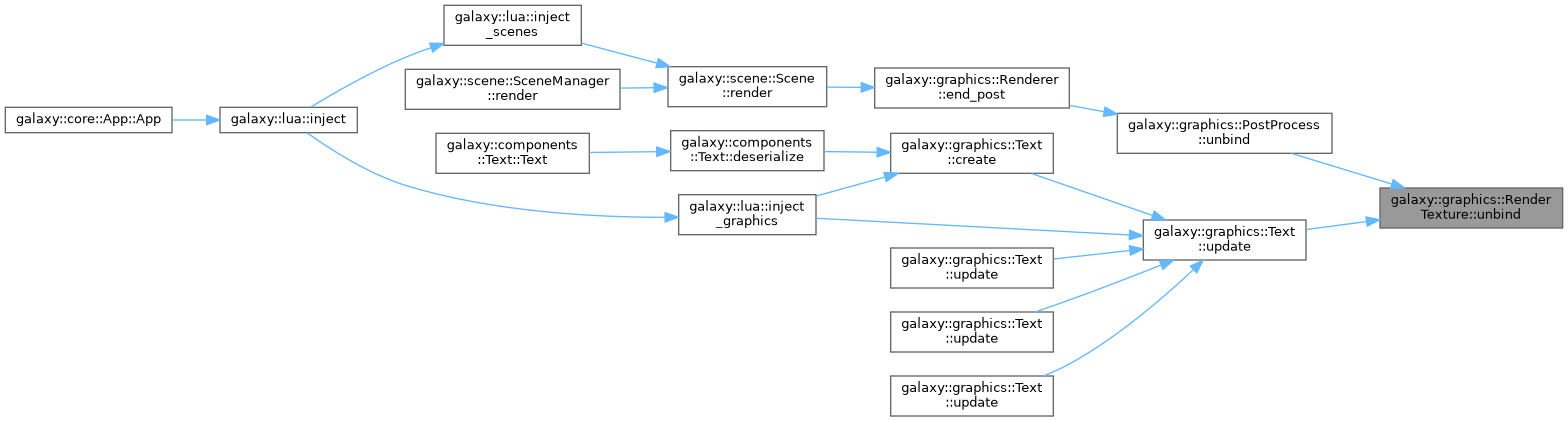 galaxy::lua::inject
_scenes
galaxy::scene::SceneManager
::render
galaxy::scene::Scene
::render
galaxy::graphics::Renderer
::end_post
galaxy::core::App::App
galaxy::lua::inject
galaxy::graphics::PostProcess
::unbind
galaxy::components
::Text::Text
galaxy::components
::Text::deserialize
galaxy::graphics::Text
::create
galaxy::graphics::Render
Texture::unbind
galaxy::lua::inject
_graphics
galaxy::graphics::Text
::update
galaxy::graphics::Text
::update
galaxy::graphics::Text
::update
galaxy::graphics::Text
::update